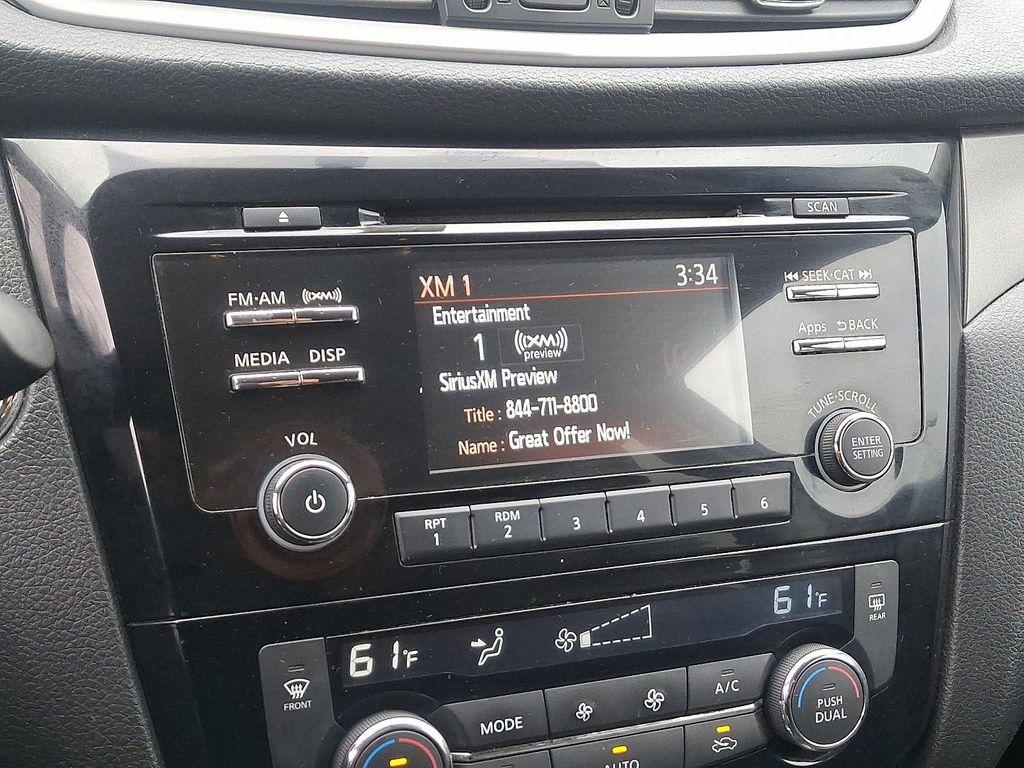 SCAN
FM·AM ((XM))
MEDIA DISP
VOL
XM 1 3:34
Entertainment
1 ((XM))
preview
SiriusXM Preview
Title : 844-711-8800
Name : Great Offer Now!
SEEK·CAT
Apps BACK
TUNE·SCROLL
ENTER
SETTING
RPT
1
RDM
2
3
4
5
6
61°F
61°F
REAR
FRONT
MODE
A/C
PUSH
DUAL
AUTO